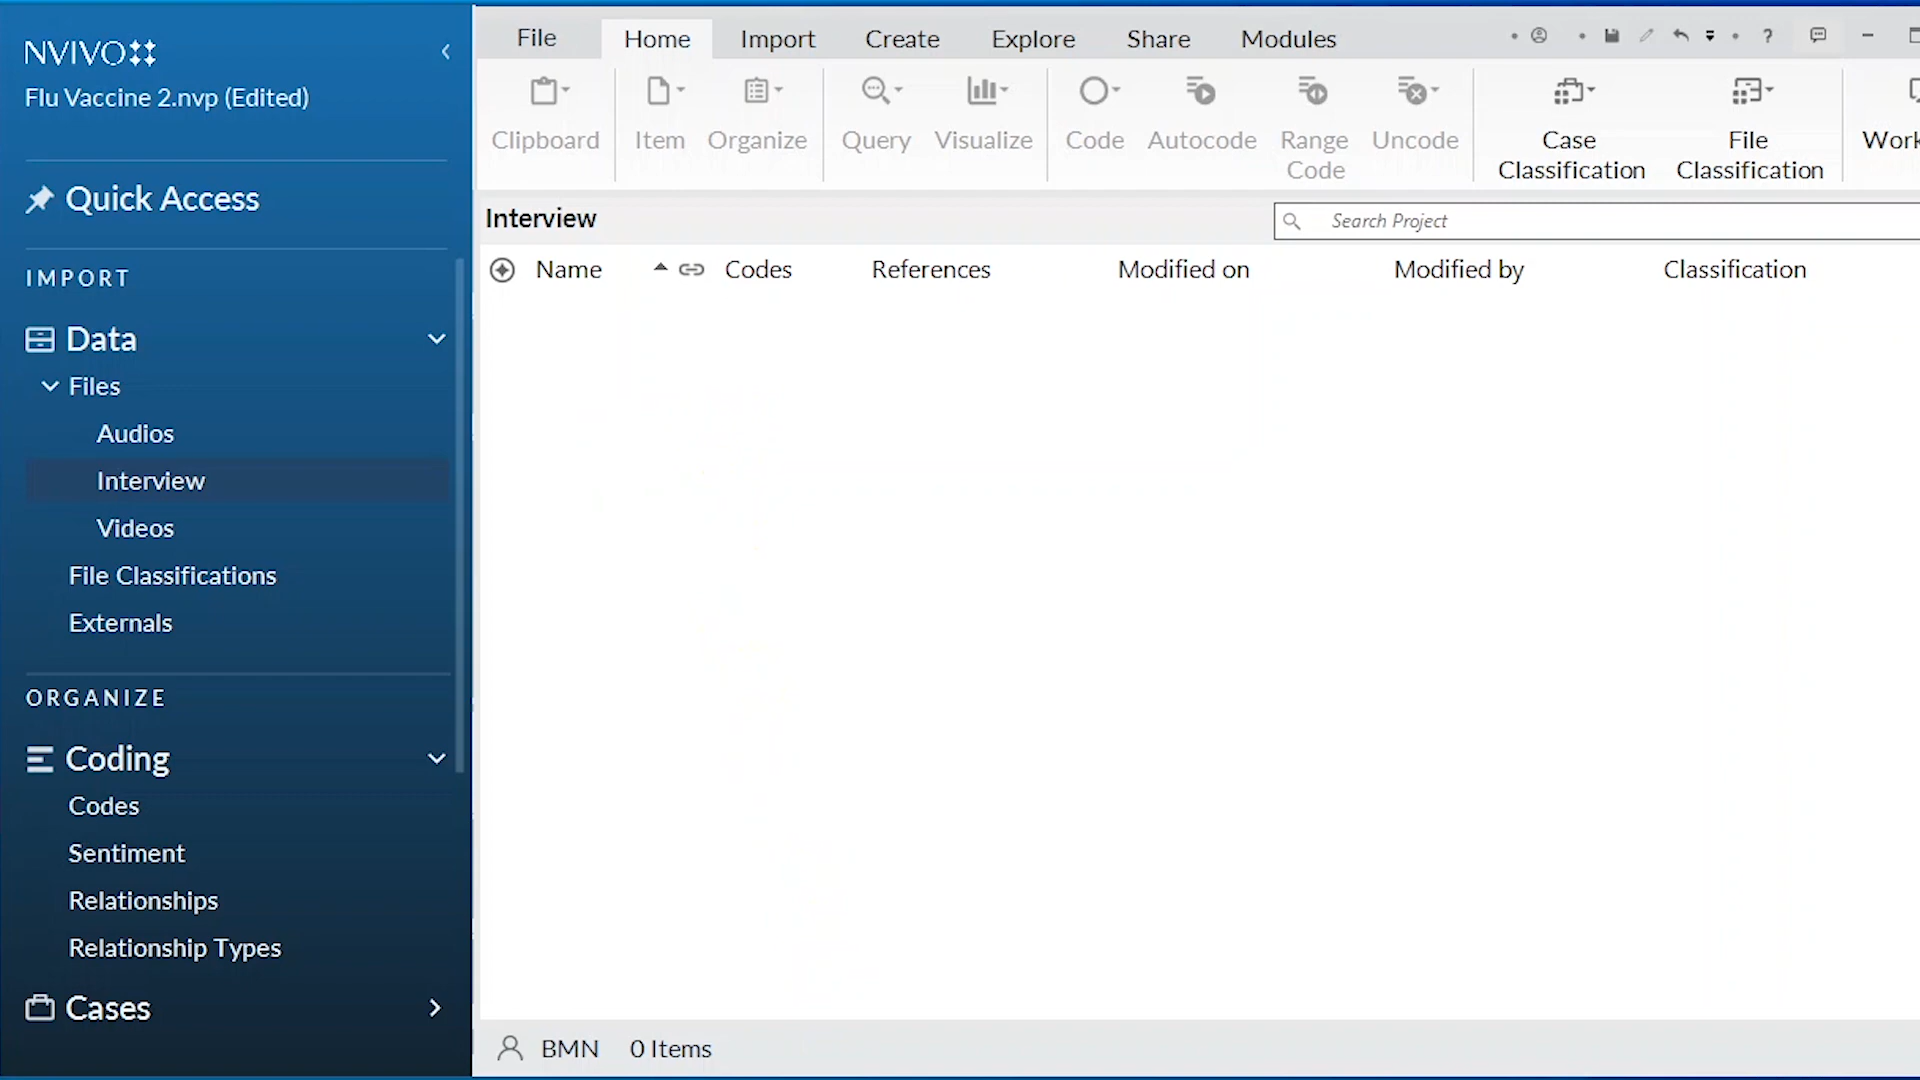 NVIVO
Flu Vaccine 2.nvp (Edited)
Quick Access
IMPORT
Data
Files
Audios
Interview
Videos
File Classifications
Externals
ORGANIZE
Coding
Codes
Sentiment
Relationships
Relationship Types
Cases
File Home Import Create Explore Share Modules ?
Clipboard Item Organize Query Visualize Code Autocode Range Code Uncode Case Classification File Classification Work
Interview
Search Project
Name Codes References Modified on Modified by Classification
BMN 0 Items